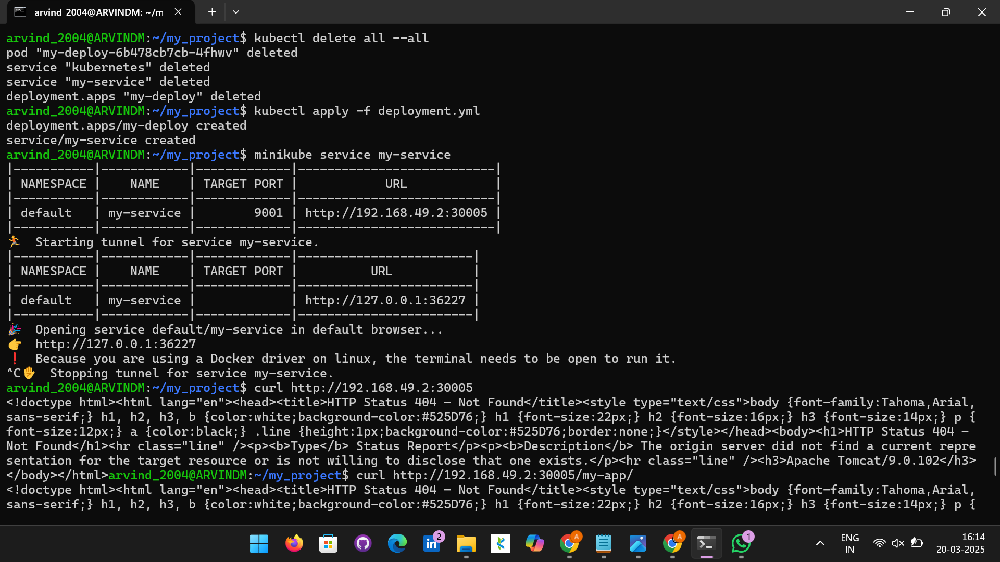 arvind_2004@ARVINDM: ~/m
arvind_2004@ARVINDM:~/my_project$ kubectl delete all --all
pod "my-deploy-6b478cb7cb-4fhwv" deleted
service "kubernetes" deleted
service "my-service" deleted
deployment.apps "my-deploy" deleted
arvind_2004@ARVINDM:~/my_project$ kubectl apply -f deployment.yml
deployment.apps/my-deploy created
service/my-service created
arvind_2004@ARVINDM:~/my_project$ minikube service my-service
|-----------|------------|-------------|---------------------------|
| NAMESPACE |    NAME    | TARGET PORT |            URL            |
|-----------|------------|-------------|---------------------------|
| default   | my-service |        9001 | http://192.168.49.2:30005 |
|-----------|------------|-------------|---------------------------|
🏃  Starting tunnel for service my-service.
|-----------|------------|-------------|------------------------|
| NAMESPACE |    NAME    | TARGET PORT |          URL           |
|-----------|------------|-------------|------------------------|
| default   | my-service |             | http://127.0.0.1:36227 |
|-----------|------------|-------------|------------------------|
🎉  Opening service default/my-service in default browser...
👉  http://127.0.0.1:36227
❗  Because you are using a Docker driver on linux, the terminal needs to be open to run it.
^C✋  Stopping tunnel for service my-service.
arvind_2004@ARVINDM:~/my_project$ curl http://192.168.49.2:30005
<!doctype html><html lang="en"><head><title>HTTP Status 404 – Not Found</title><style type="text/css">body {font-family:Tahoma,Arial,
sans-serif;} h1, h2, h3, b {color:white;background-color:#525D76;} h1 {font-size:22px;} h2 {font-size:16px;} h3 {font-size:14px;} p {
font-size:12px;} a {color:black;} .line {height:1px;background-color:#525D76;border:none;}</style></head><body><h1>HTTP Status 404 –
Not Found</h1><hr class="line" /><p><b>Type</b> Status Report</p><p><b>Description</b> The origin server did not find a current repre
sentation for the target resource or is not willing to disclose that one exists.</p><hr class="line" /><h3>Apache Tomcat/9.0.102</h3>
</body></html>arvind_2004@ARVINDM:~/my_project$ curl http://192.168.49.2:30005/my-app/
<!doctype html><html lang="en"><head><title>HTTP Status 404 – Not Found</title><style type="text/css">body {font-family:Tahoma,Arial,
sans-serif;} h1, h2, h3, b {color:white;background-color:#525D76;} h1 {font-size:22px;} h2 {font-size:16px;} h3 {font-size:14px;} p {
in
2
A
A
1
ENG
IN
16:14
20-03-2025